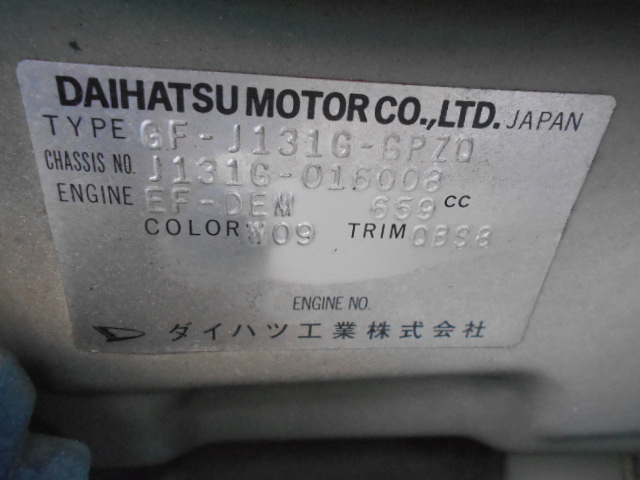 DAIHATSU MOTOR CO.,LTD. JAPAN
TYPE GF-J131G-GPZQ
CHASSIS NO. J131G-016008
ENGINE EF-DEM 659 CC
COLOR W09 TRIM QBS8
ENGINE NO.
ダイハツ工業株式会社